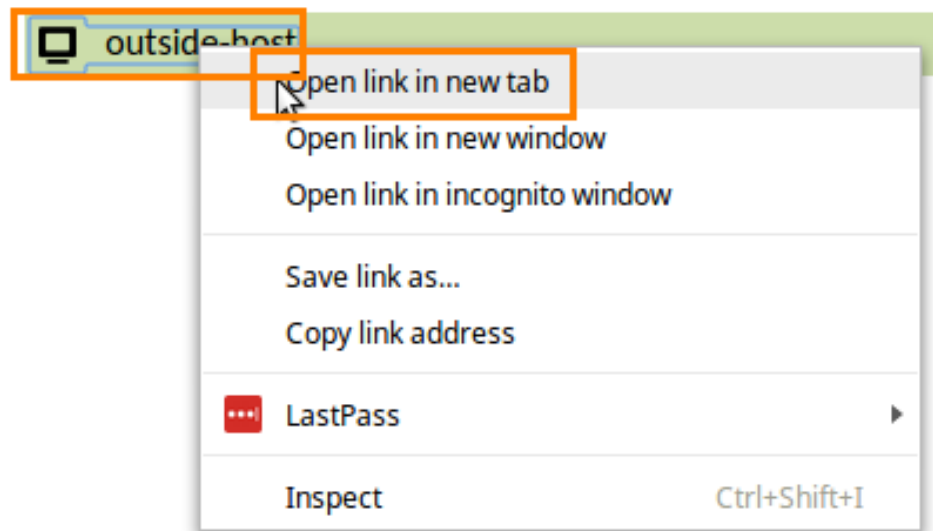 outside-host
Open link in new tab
Open link in new window
Open link in incognito window
Save link as...
Copy link address
LastPass
Inspect Ctrl+Shift+I